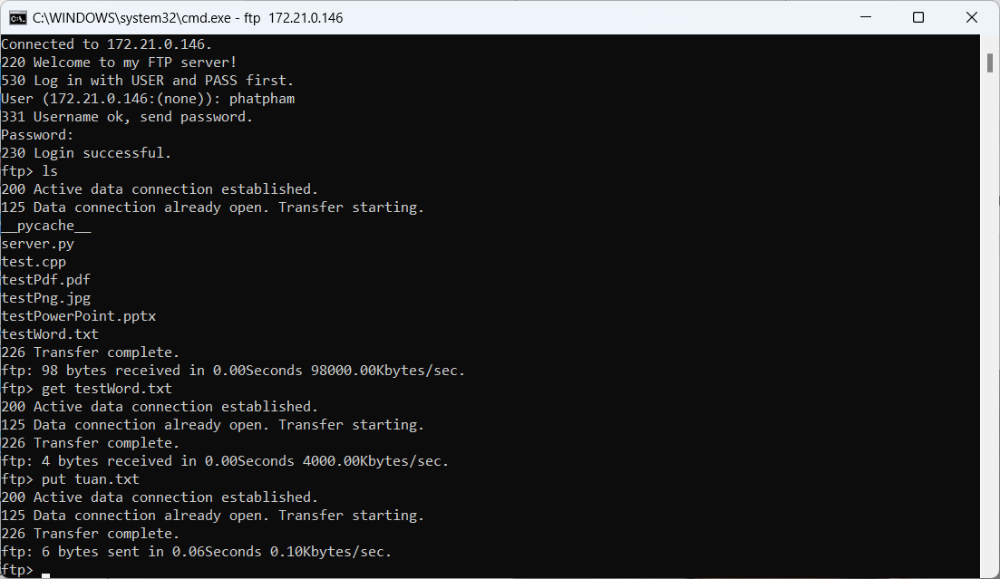 C:\WINDOWS\system32\cmd.exe - ftp  172.21.0.146
Connected to 172.21.0.146.
220 Welcome to my FTP server!
530 Log in with USER and PASS first.
User (172.21.0.146:(none)): phatpham
331 Username ok, send password.
Password:
230 Login successful.
ftp> ls
200 Active data connection established.
125 Data connection already open. Transfer starting.
__pycache__
server.py
test.cpp
testPdf.pdf
testPng.jpg
testPowerPoint.pptx
testWord.txt
226 Transfer complete.
ftp: 98 bytes received in 0.00Seconds 98000.00Kbytes/sec.
ftp> get testWord.txt
200 Active data connection established.
125 Data connection already open. Transfer starting.
226 Transfer complete.
ftp: 4 bytes received in 0.00Seconds 4000.00Kbytes/sec.
ftp> put tuan.txt
200 Active data connection established.
125 Data connection already open. Transfer starting.
226 Transfer complete.
ftp: 6 bytes sent in 0.06Seconds 0.10Kbytes/sec.
ftp>